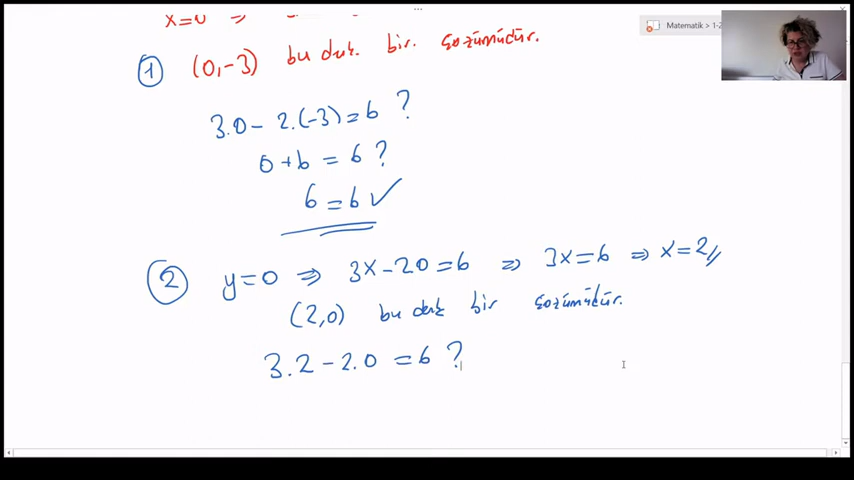 x=0 ⇒
Matematik > 1-2
① (0,-3) bu denk bir. çözümüdür.
3.0 - 2.(-3) = 6 ?
0+6 = 6 ?
6 = 6 ✓
② y=0 ⇒ 3x-2.0=6 ⇒ 3x=6 ⇒ x=2//
(2,0) bu denk bir çözümüdür.
3.2 - 2.0 = 6 ?